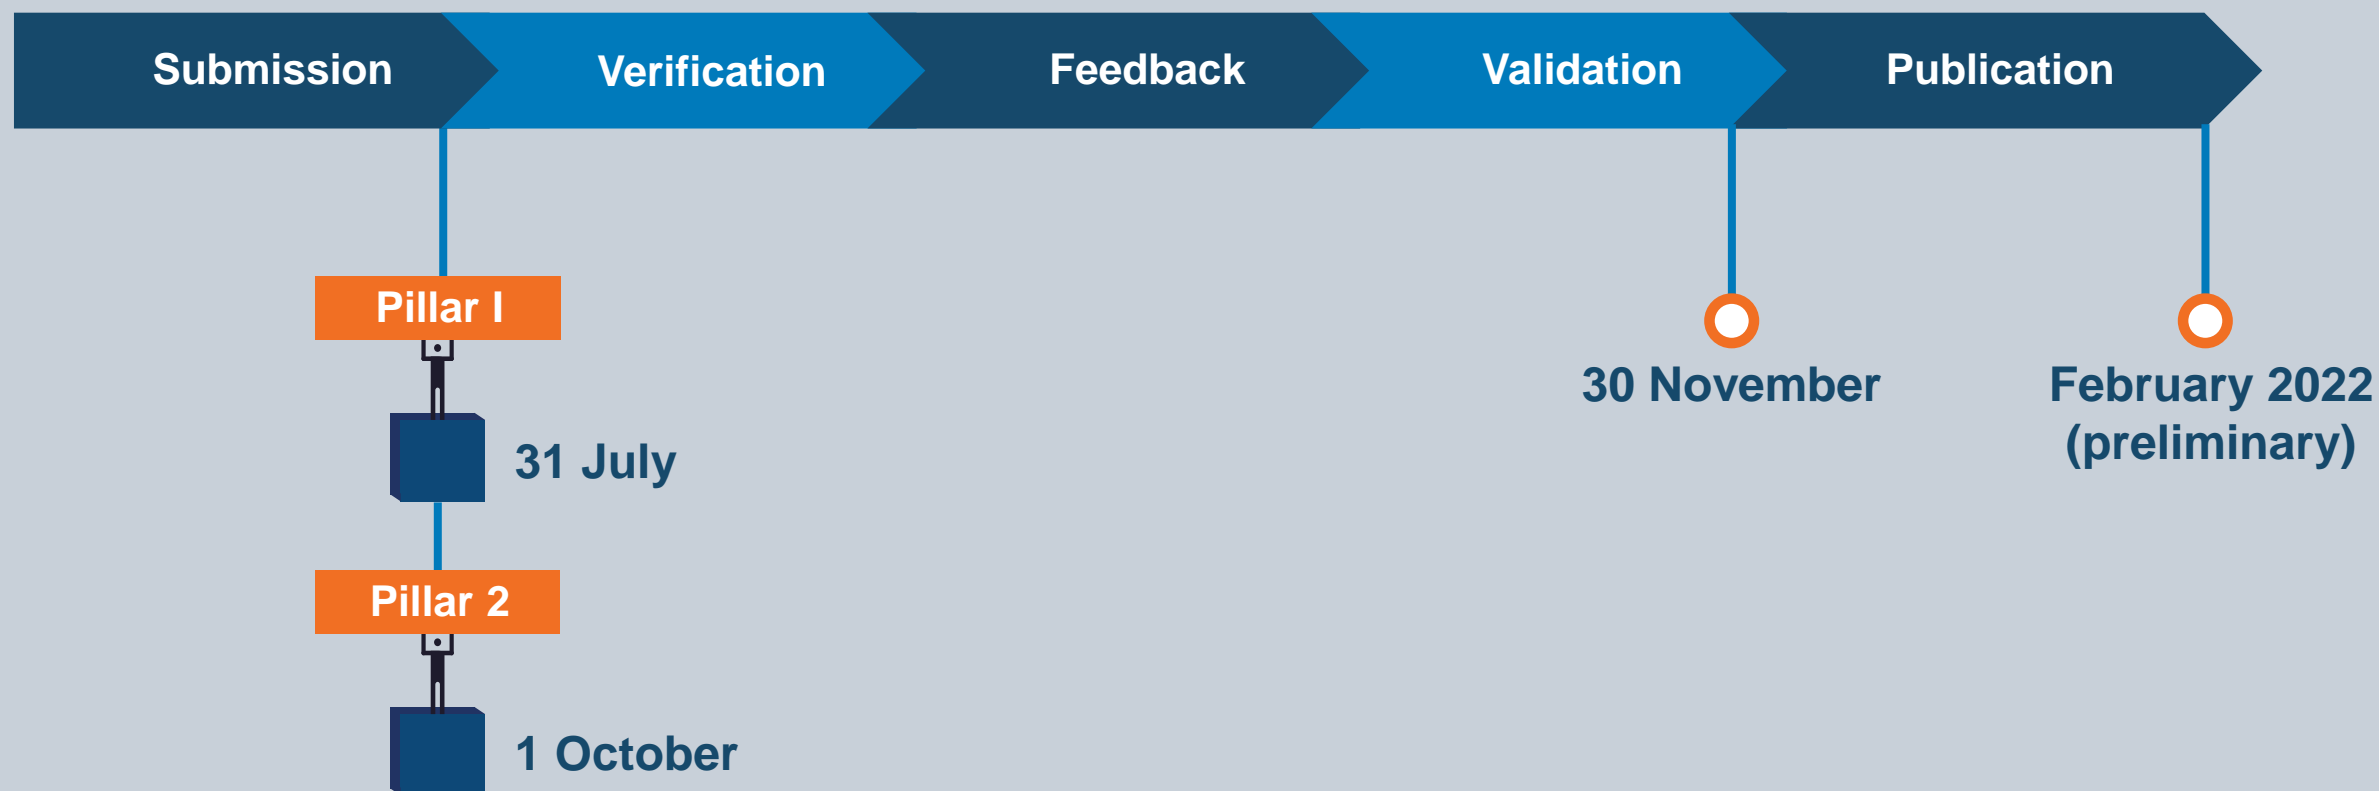 Submission
Verification
Feedback
Validation
Publication
Pillar I
31 July
Pillar 2
1 October
30 November
February 2022
(preliminary)